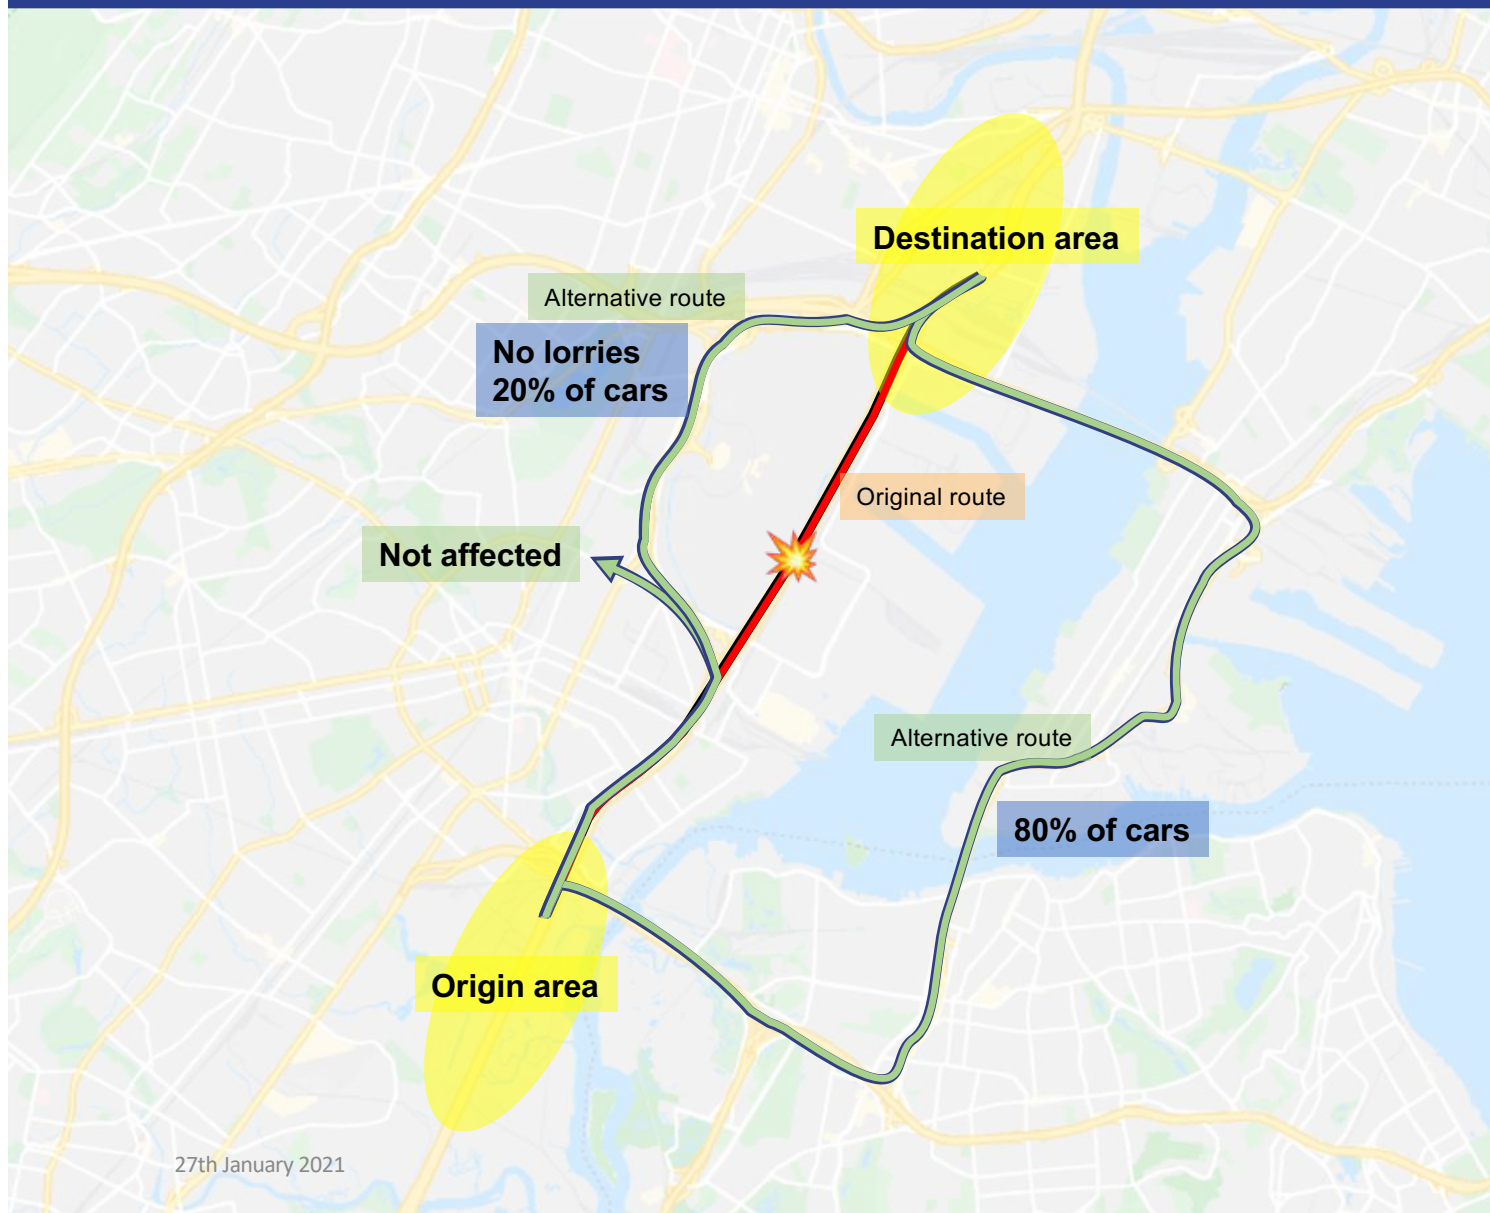 Destination area
Alternative route
No lorries
20% of cars
Original route
Not affected
Alternative route
80% of cars
Origin area
27th January 2021